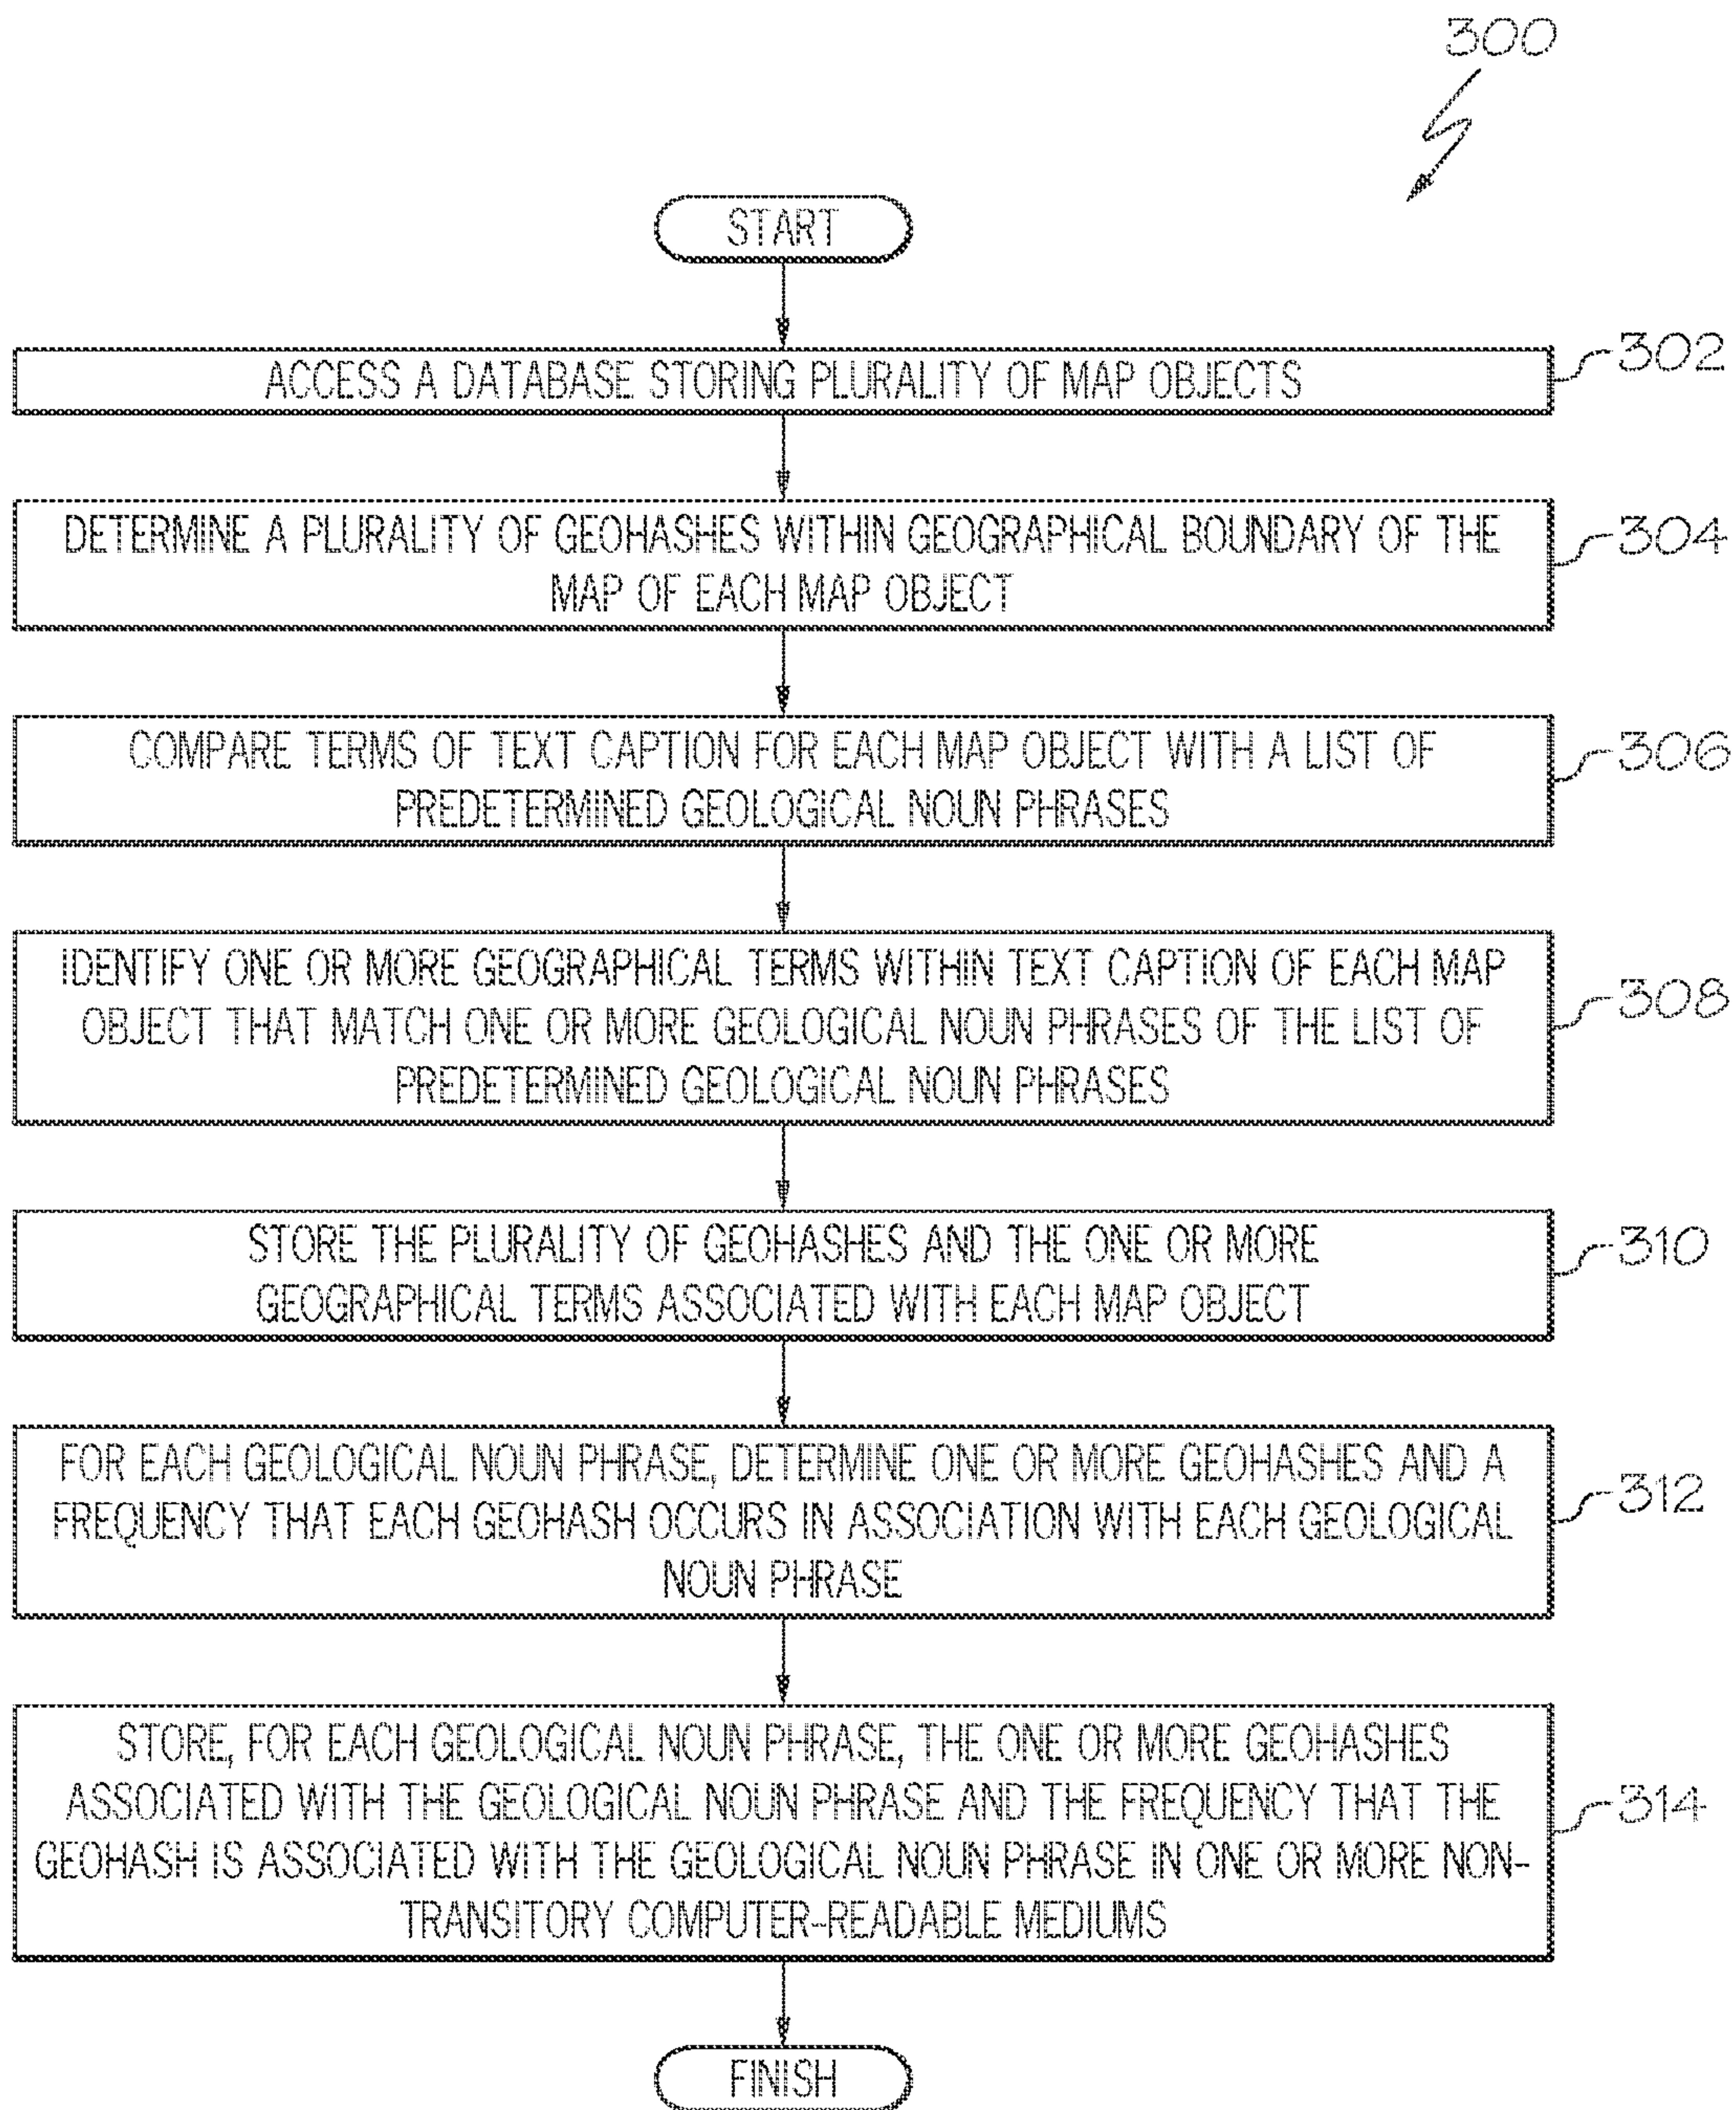 300
START
ACCESS A DATABASE STORING PLURALITY OF MAP OBJECTS
302
DETERMINE A PLURALITY OF GEOHASHES WITHIN GEOGRAPHICAL BOUNDARY OF THE
MAP OF EACH MAP OBJECT
304
COMPARE TERMS OF TEXT CAPTION FOR EACH MAP OBJECT WITH A LIST OF
PREDETERMINED GEOLOGICAL NOUN PHRASES
306
IDENTIFY ONE OR MORE GEOGRAPHICAL TERMS WITHIN TEXT CAPTION OF EACH MAP
OBJECT THAT MATCH ONE OR MORE GEOLOGICAL NOUN PHRASES OF THE LIST OF
PREDETERMINED GEOLOGICAL NOUN PHRASES
308
STORE THE PLURALITY OF GEOHASHES AND THE ONE OR MORE
GEOGRAPHICAL TERMS ASSOCIATED WITH EACH MAP OBJECT
310
FOR EACH GEOLOGICAL NOUN PHRASE, DETERMINE ONE OR MORE GEOHASHES AND A
FREQUENCY THAT EACH GEOHASH OCCURS IN ASSOCIATION WITH EACH GEOLOGICAL
NOUN PHRASE
312
STORE, FOR EACH GEOLOGICAL NOUN PHRASE, THE ONE OR MORE GEOHASHES
ASSOCIATED WITH THE GEOLOGICAL NOUN PHRASE AND THE FREQUENCY THAT THE
GEOHASH IS ASSOCIATED WITH THE GEOLOGICAL NOUN PHRASE IN ONE OR MORE NON-
TRANSITORY COMPUTER-READABLE MEDIUMS
314
FINISH